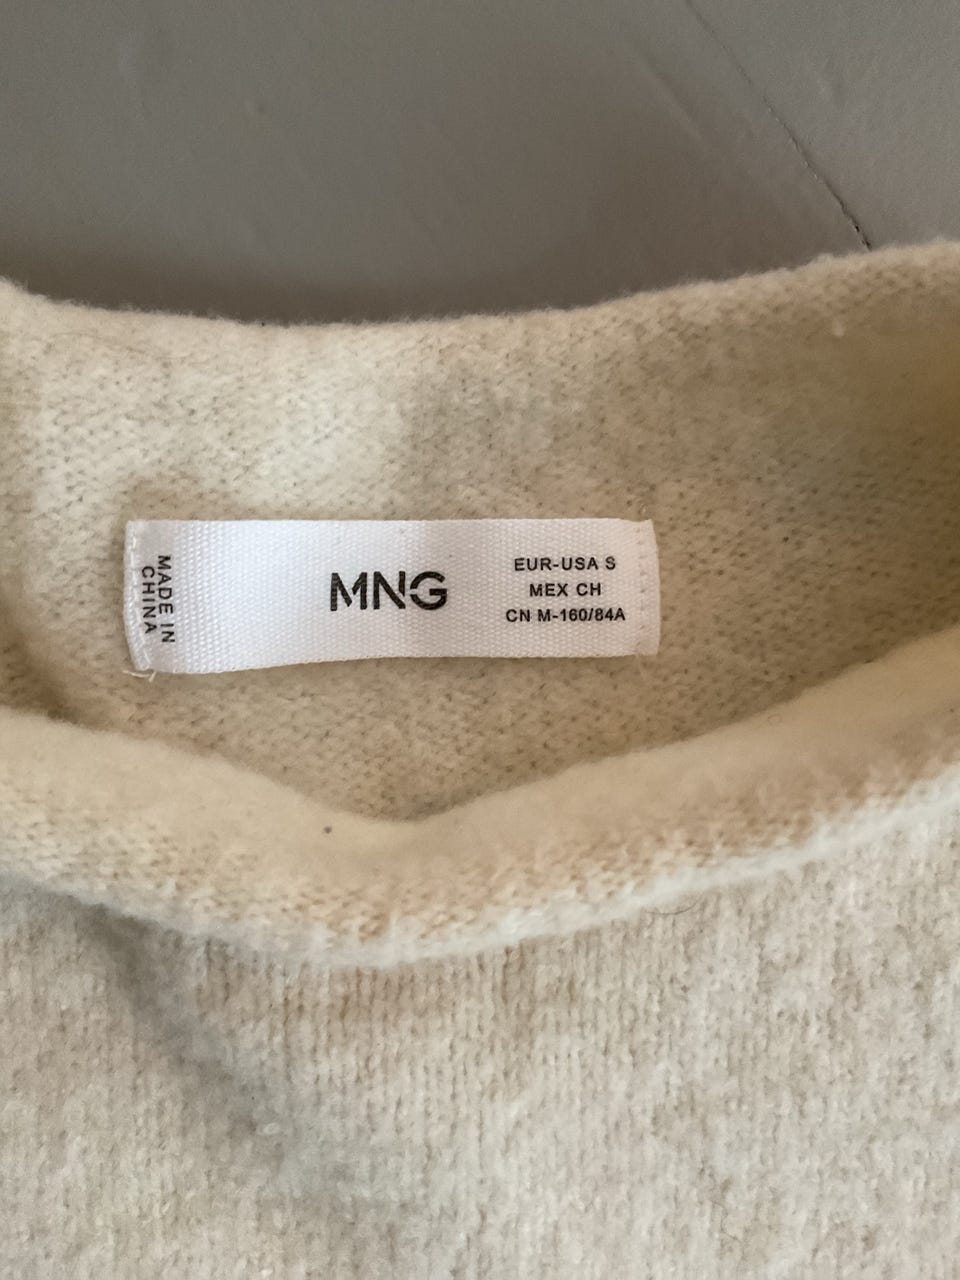 MADE IN
CHINA
MNG
EUR-USA S
MEX CH
CN M-160/84A